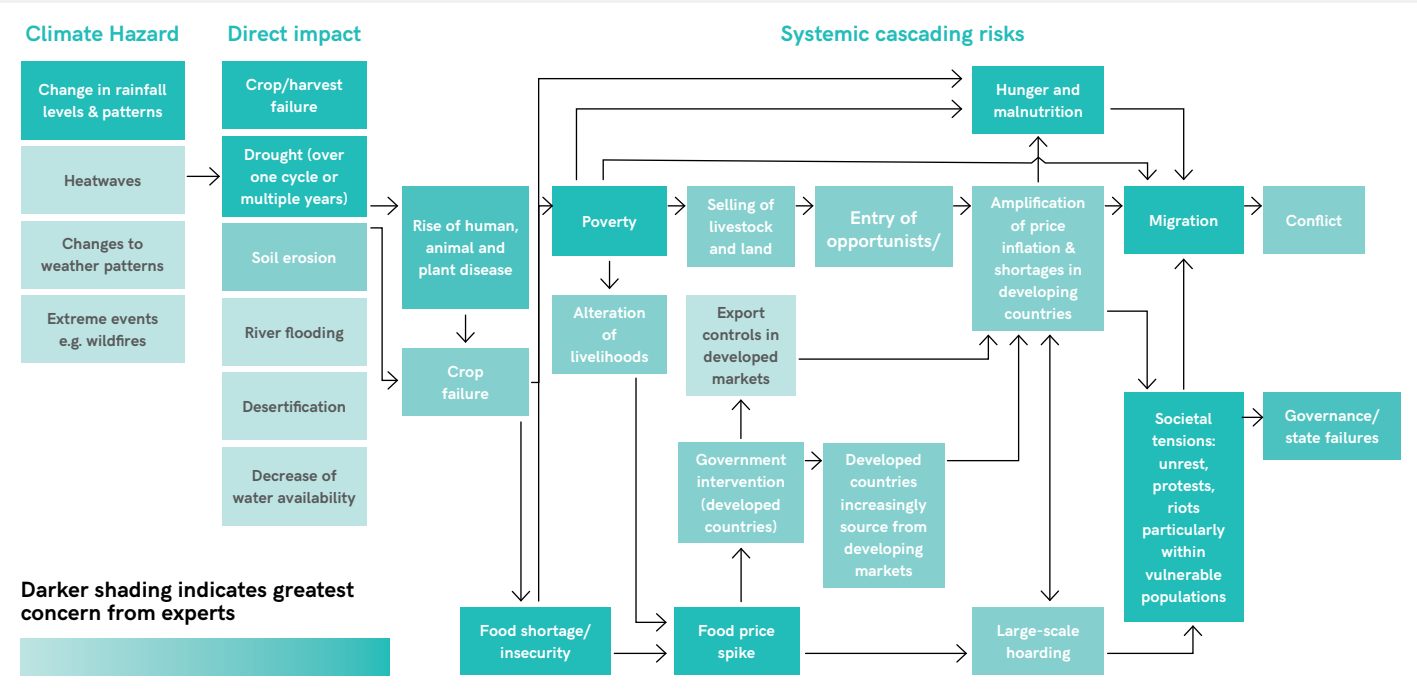 Climate Hazard
Direct impact
Systemic cascading risks
Change in rainfall
levels & patterns
Heatwaves
Changes to
weather patterns
Extreme events
e.g. wildfires
Crop/harvest
failure
Drought (over
one cycle or
multiple years)
Soil erosion
River flooding
Desertification
Decrease of
water availability
Rise of human,
animal and
plant disease
Crop
failure
Food shortage/
insecurity
Poverty
Alteration
of
livelihoods
Selling of
livestock
and land
Entry of
opportunists/
Export
controls in
developed
markets
Government
intervention
(developed
countries)
Developed
countries
increasingly
source from
developing
markets
Food price
spike
Hunger and
malnutrition
Amplification
of price
inflation &
shortages in
developing
countries
Large-scale
hoarding
Migration
Conflict
Societal
tensions:
unrest,
protests,
riots
particularly
within
vulnerable
populations
Governance/
state failures
Darker shading indicates greatest
concern from experts